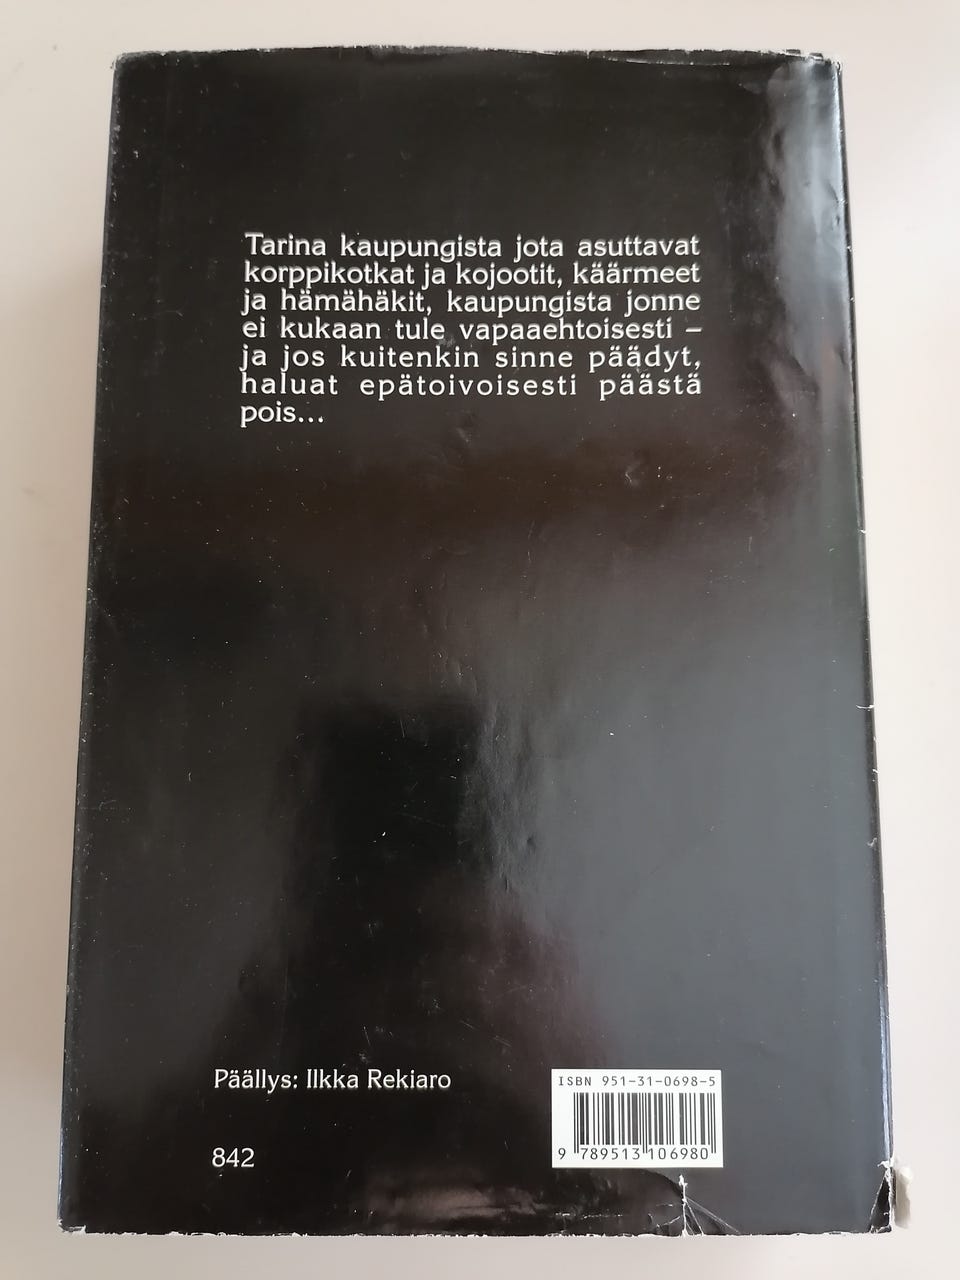 Tarina kaupungista jota asuttavat
korppikotkat ja kojootit, käärmeet
ja hämähäkit, kaupungista jonne
ei kukaan tule vapaaehtoisesti –
ja jos kuitenkin sinne päädyt,
haluat epätoivoisesti päästä
pois...
Päällys: Ilkka Rekiaro
ISBN 951-31-0698-5
9 789513 106980
842